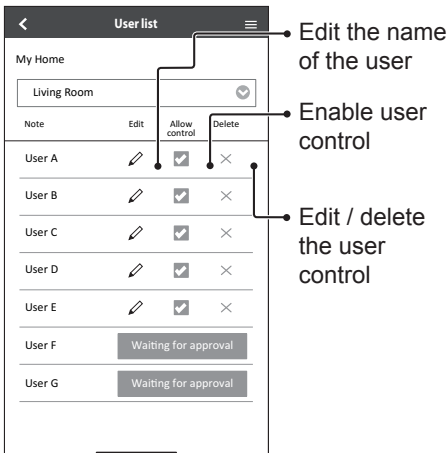 User list
My Home
Living Room
Note Edit Allow control Delete
User A
User B
User C
User D
User E
User F Waiting for approval
User G Waiting for approval
Edit the name
of the user
Enable user
control
Edit / delete
the user
control